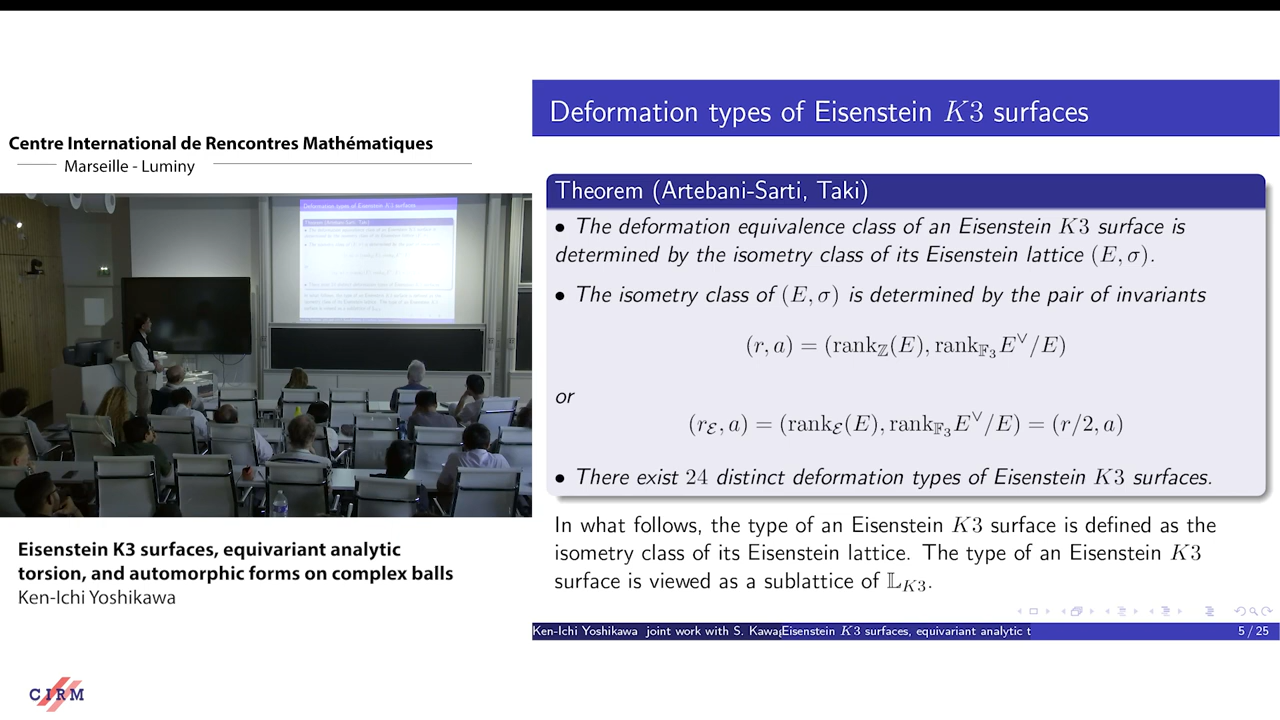 Centre International de Rencontres Mathématiques
Marseille - Luminy
Eisenstein K3 surfaces, equivariant analytic
torsion, and automorphic forms on complex balls
Ken-Ichi Yoshikawa
CIRM
Deformation types of Eisenstein K3 surfaces
Theorem (Artebani-Sarti, Taki)
• The deformation equivalence class of an Eisenstein K3 surface is
determined by the isometry class of its Eisenstein lattice (E, σ).
• The isometry class of (E, σ) is determined by the pair of invariants
(r, a) = (rank_ℤ(E), rank_{𝔽₃} E^∨/E)
or
(r_ℰ, a) = (rank_ℰ(E), rank_{𝔽₃} E^∨/E) = (r/2, a)
• There exist 24 distinct deformation types of Eisenstein K3 surfaces.
In what follows, the type of an Eisenstein K3 surface is defined as the
isometry class of its Eisenstein lattice. The type of an Eisenstein K3
surface is viewed as a sublattice of 𝕃_{K3}.
Ken-Ichi Yoshikawa joint work with S. Kawa Eisenstein K3 surfaces, equivariant analytic t 5 / 25